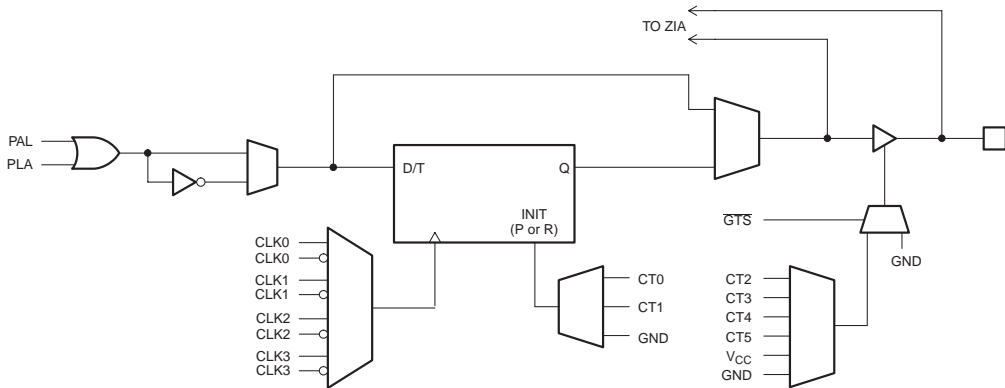 TO ZIA
PAL
PLA
D/T
Q
INIT
(P or R)
GTS
GND
CLK0
CLK0
CLK1
CLK1
CLK2
CLK2
CLK3
CLK3
CT0
CT1
GND
CT2
CT3
CT4
CT5
VCC
GND